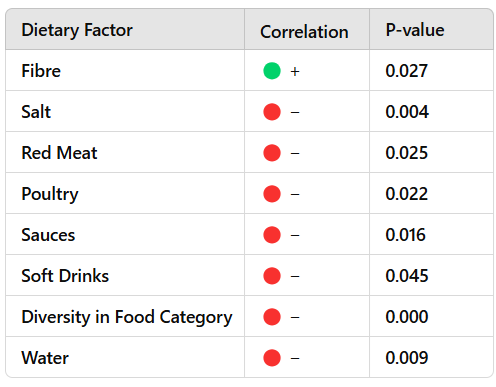 Dietary Factor Correlation P-value
Fibre + 0.027
Salt – 0.004
Red Meat – 0.025
Poultry – 0.022
Sauces – 0.016
Soft Drinks – 0.045
Diversity in Food Category – 0.000
Water – 0.009